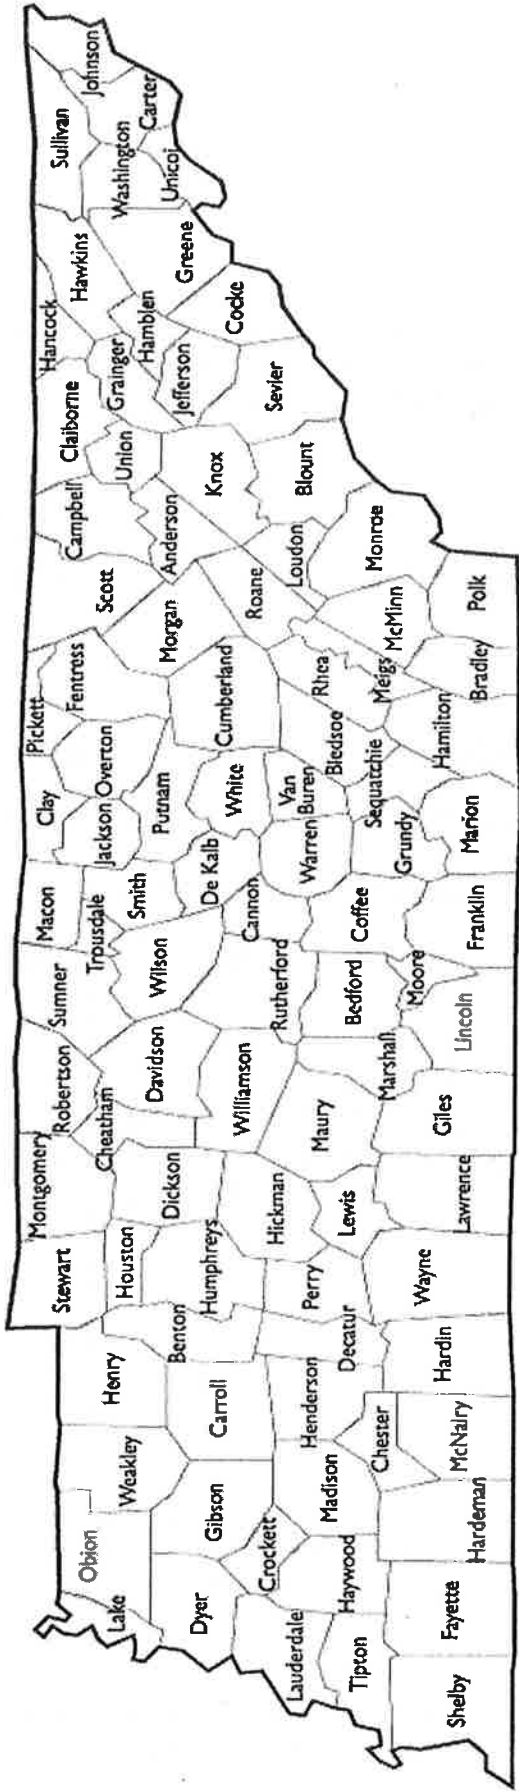 Johnson
Sullivan
Carter
Washington
Unicoi
Hawkins
Greene
Hancock
Hamblen
Cocke
Claiborne
Grainger
Jefferson
Sevier
Union
Campbell
Knox
Blount
Anderson
Scott
Loudon
Monroe
Roane
Morgan
McMinn
Polk
Pickett
Fentress
Cumberland
Rhea
Meigs
Bradley
Clay
Overton
Putnam
White
Van
Buren
Bledsoe
Sequatchie
Hamilton
Jackson
Macon
Smith
De Kalb
Warren
Grundy
Marion
Trousdale
Cannon
Coffee
Franklin
Sumner
Wilson
Rutherford
Bedford
Moore
Lincoln
Robertson
Cheatham
Davidson
Williamson
Marshall
Maury
Giles
Montgomery
Dickson
Hickman
Lewis
Lawrence
Stewart
Houston
Humphreys
Perry
Wayne
Benton
Decatur
Henry
Carroll
Henderson
Hardin
Weakley
Chester
McNairy
Gibson
Madison
Hardeman
Obion
Crockett
Haywood
Lake
Dyer
Lauderdale
Tipton
Fayette
Shelby